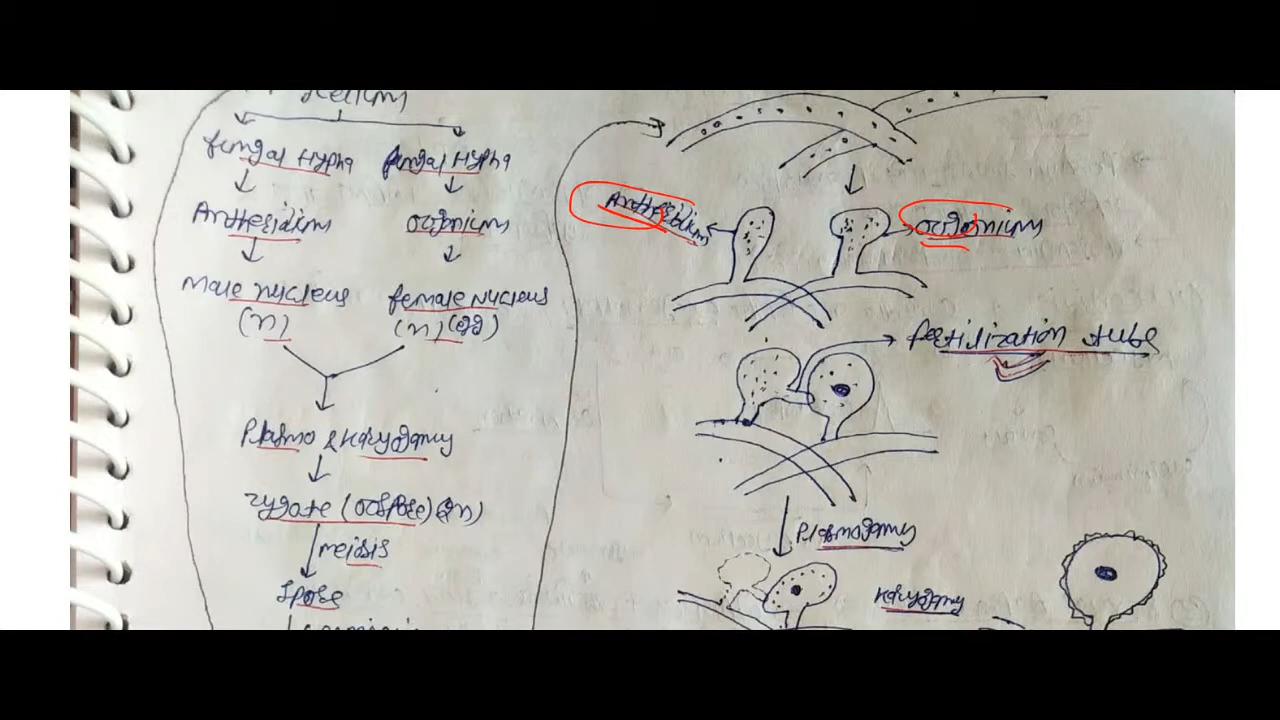 fungal Hypha fungal Hypha
Antheridium oogonium
male nucleus female nucleus
(n) (n) (egg)
Plasmo & Karyogamy
zygote (oospore) (2n)
meiosis
spore
Antheridium
oogonium
fertilization tube
Plasmogamy
Karyogamy